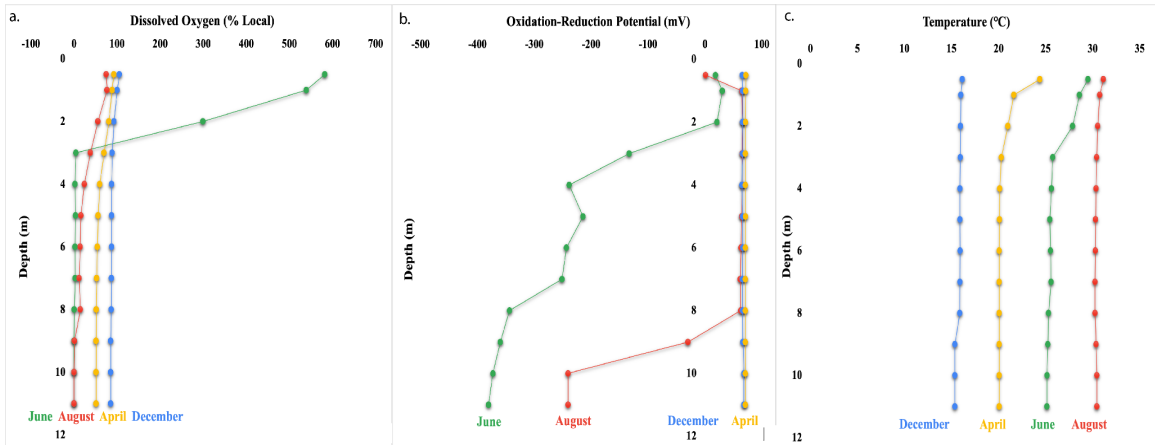 a.
Dissolved Oxygen (% Local)
-100 0 100 200 300 400 500 600 700
0
2
4
6
8
10
12
Depth (m)
June August April December
b.
Oxidation-Reduction Potential (mV)
-500 -400 -300 -200 -100 0 100
0
2
4
6
8
10
12
Depth (m)
June August December April
c.
Temperature (℃)
0 10 15 20 25 30 35
0
2
4
6
8
10
12
Depth (m)
December April June August